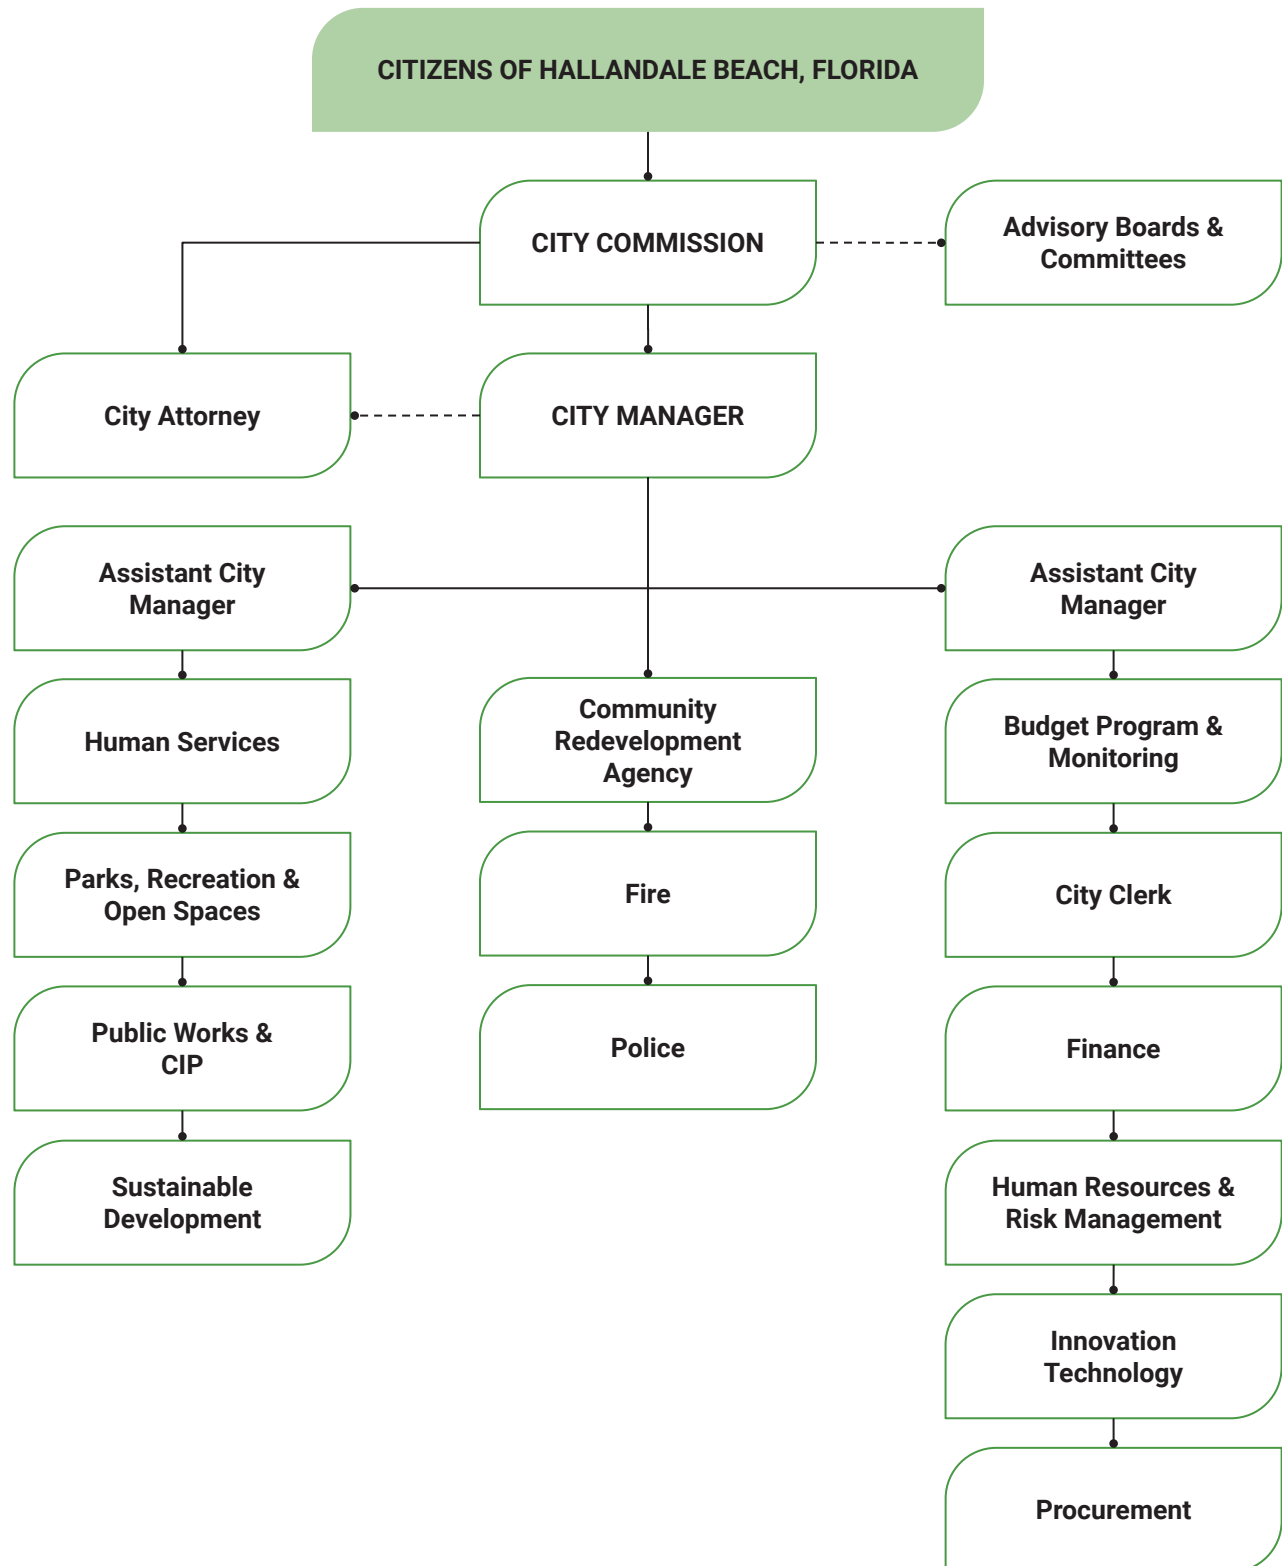 CITIZENS OF HALLANDALE BEACH, FLORIDA
CITY COMMISSION
Advisory Boards &
Committees
City Attorney
CITY MANAGER
Assistant City
Manager
Assistant City
Manager
Human Services
Community
Redevelopment
Agency
Budget Program &
Monitoring
Parks, Recreation &
Open Spaces
Fire
City Clerk
Public Works &
CIP
Police
Finance
Sustainable
Development
Human Resources &
Risk Management
Innovation
Technology
Procurement